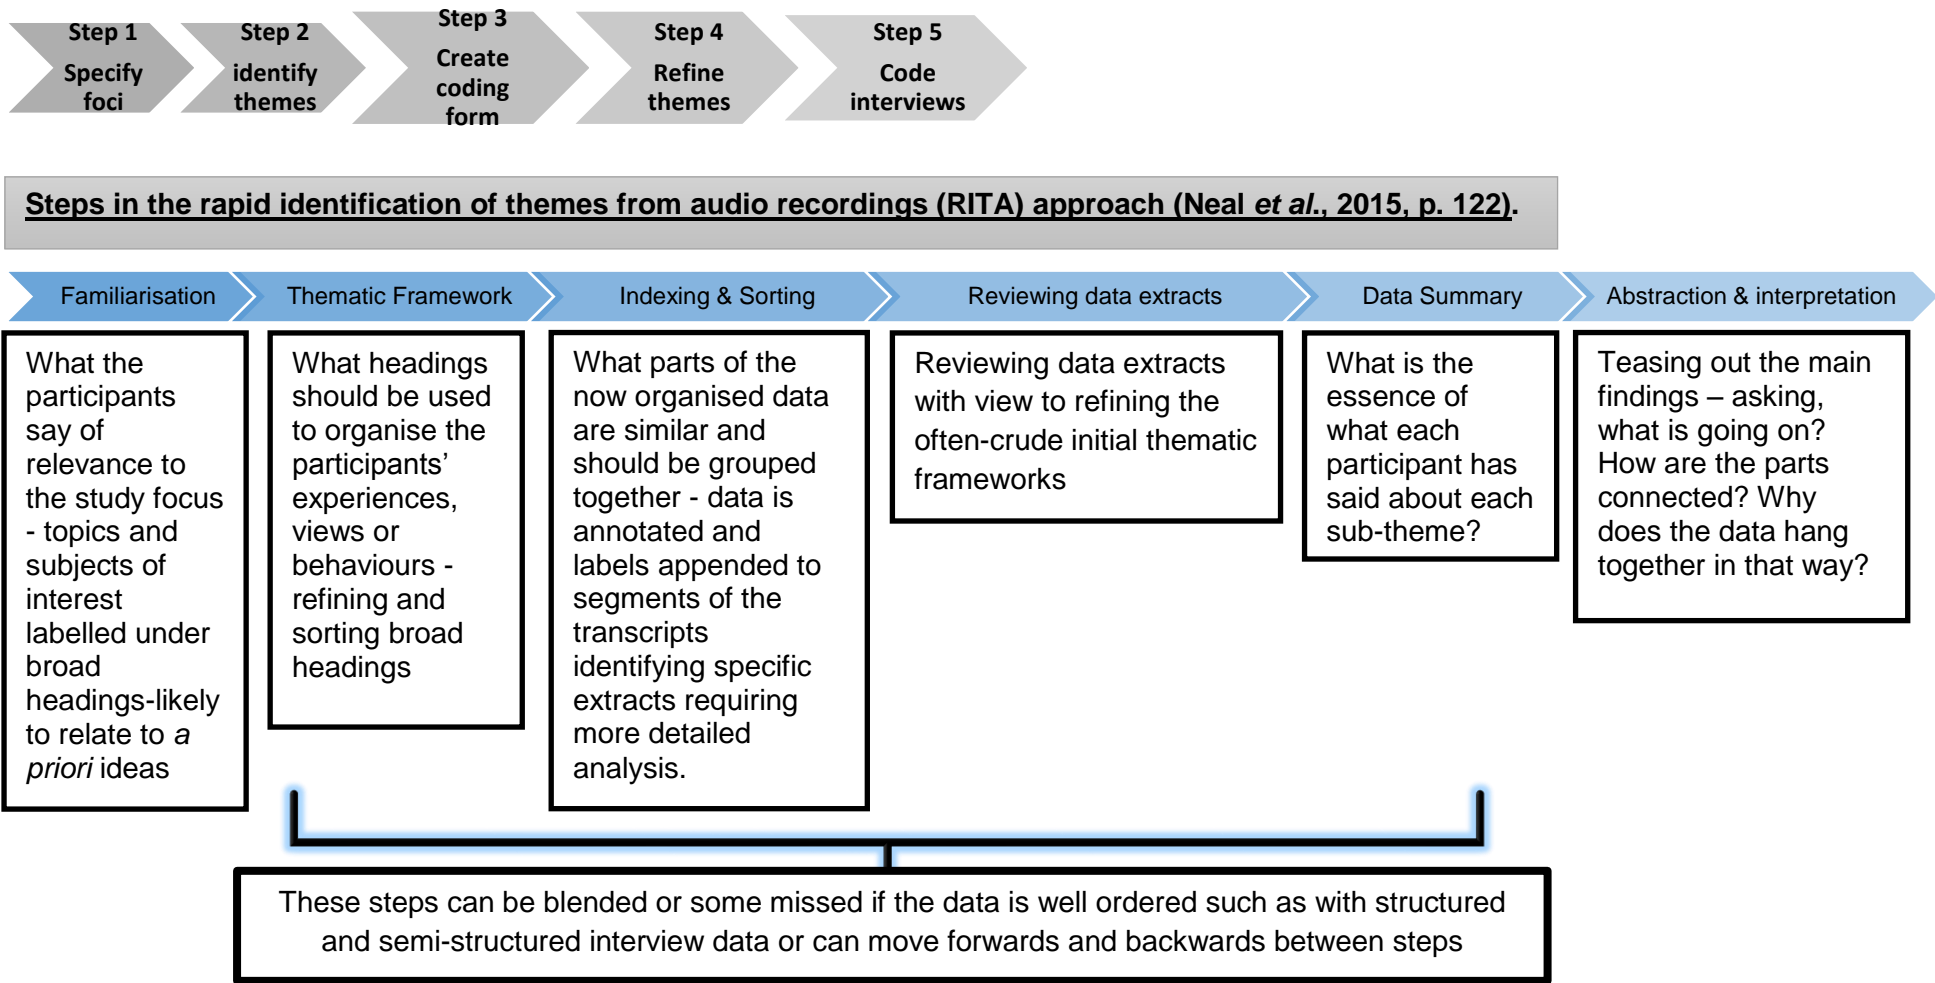 Step 1
Specify
foci
Step 2
identify
themes
Step 3
Create
coding
form
Step 4
Refine
themes
Step 5
Code
interviews
Steps in the rapid identification of themes from audio recordings (RITA) approach (Neal et al., 2015, p. 122).
Familiarisation
Thematic Framework
Indexing & Sorting
Reviewing data extracts
Data Summary
Abstraction & interpretation
What the
participants
say of
relevance to
the study focus
- topics and
subjects of
interest
labelled under
broad
headings-likely
to relate to a
priori ideas
What headings
should be used
to organise the
participants’
experiences,
views or
behaviours -
refining and
sorting broad
headings
What parts of the
now organised data
are similar and
should be grouped
together - data is
annotated and
labels appended to
segments of the
transcripts
identifying specific
extracts requiring
more detailed
analysis.
Reviewing data extracts
with view to refining the
often-crude initial thematic
frameworks
What is the
essence of
what each
participant has
said about each
sub-theme?
Teasing out the main
findings – asking,
what is going on?
How are the parts
connected? Why
does the data hang
together in that way?
These steps can be blended or some missed if the data is well ordered such as with structured
and semi-structured interview data or can move forwards and backwards between steps